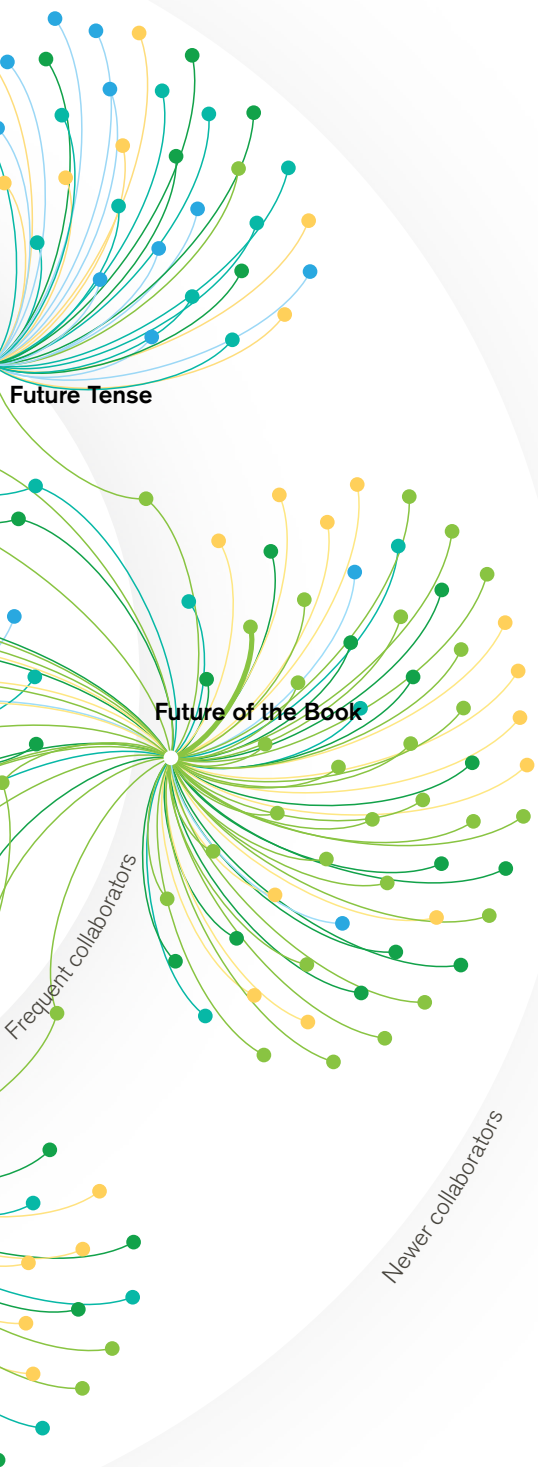 Future Tense
Future of the Book
Frequent collaborators
Newer collaborators